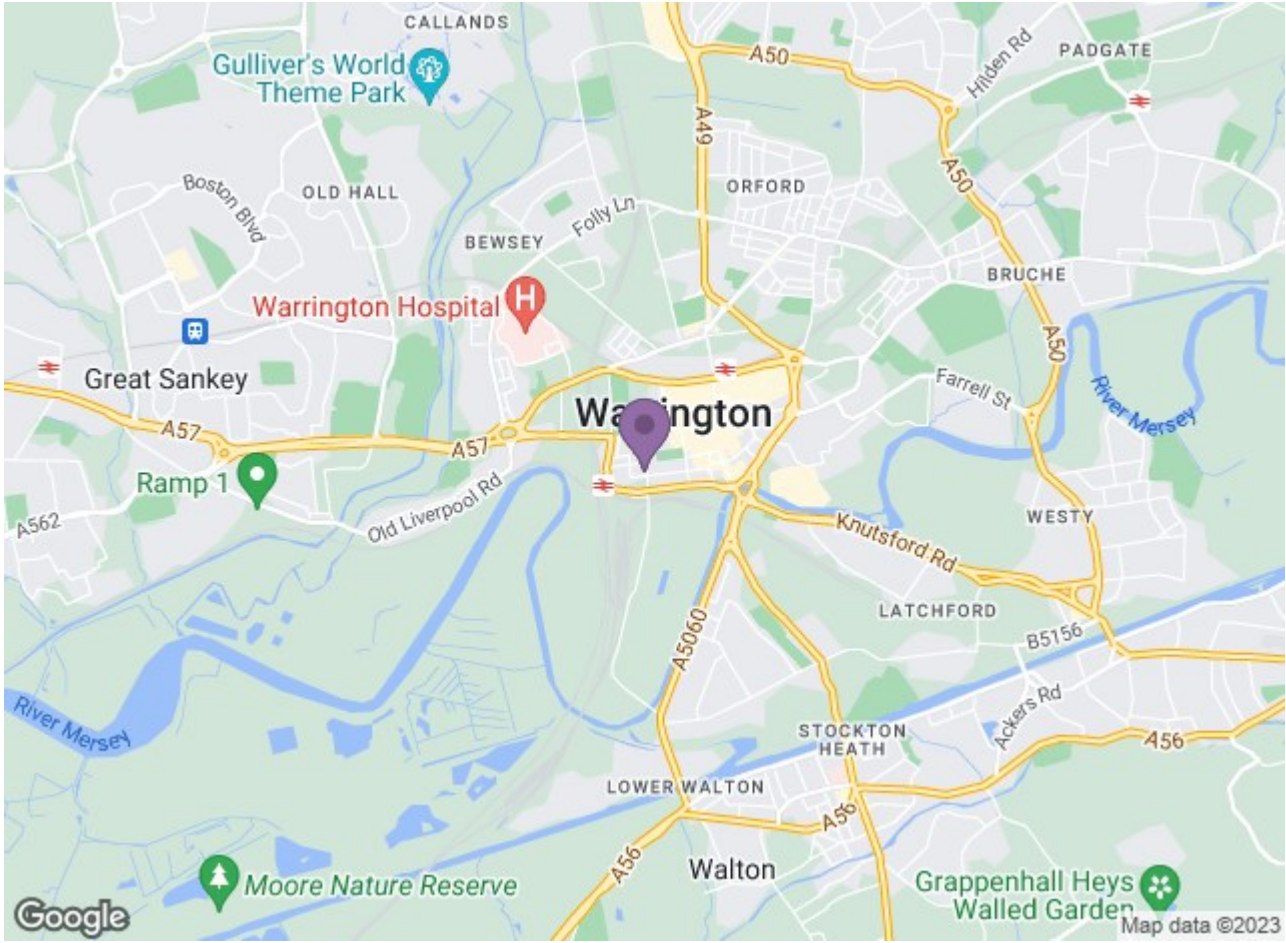 CALLANDS
Gulliver's World
Theme Park
A50
Hilden Rd
PADGATE
A49
Boston Blvd
OLD HALL
Folly Ln
ORFORD
A50
BEWSEY
BRUCHE
Warrington Hospital
H
A50
Great Sankey
Farrell St
River Mersey
Warrington
A57
A57
Ramp 1
Old Liverpool Rd
A562
Knutsford Rd
WESTY
LATCHFORD
A5060
B5156
River Mersey
Ackers Rd
STOCKTON
HEATH
A56
LOWER WALTON
A56
A56
Walton
Moore Nature Reserve
Grappenhall Heys
Walled Garden
Google
Map data ©2023